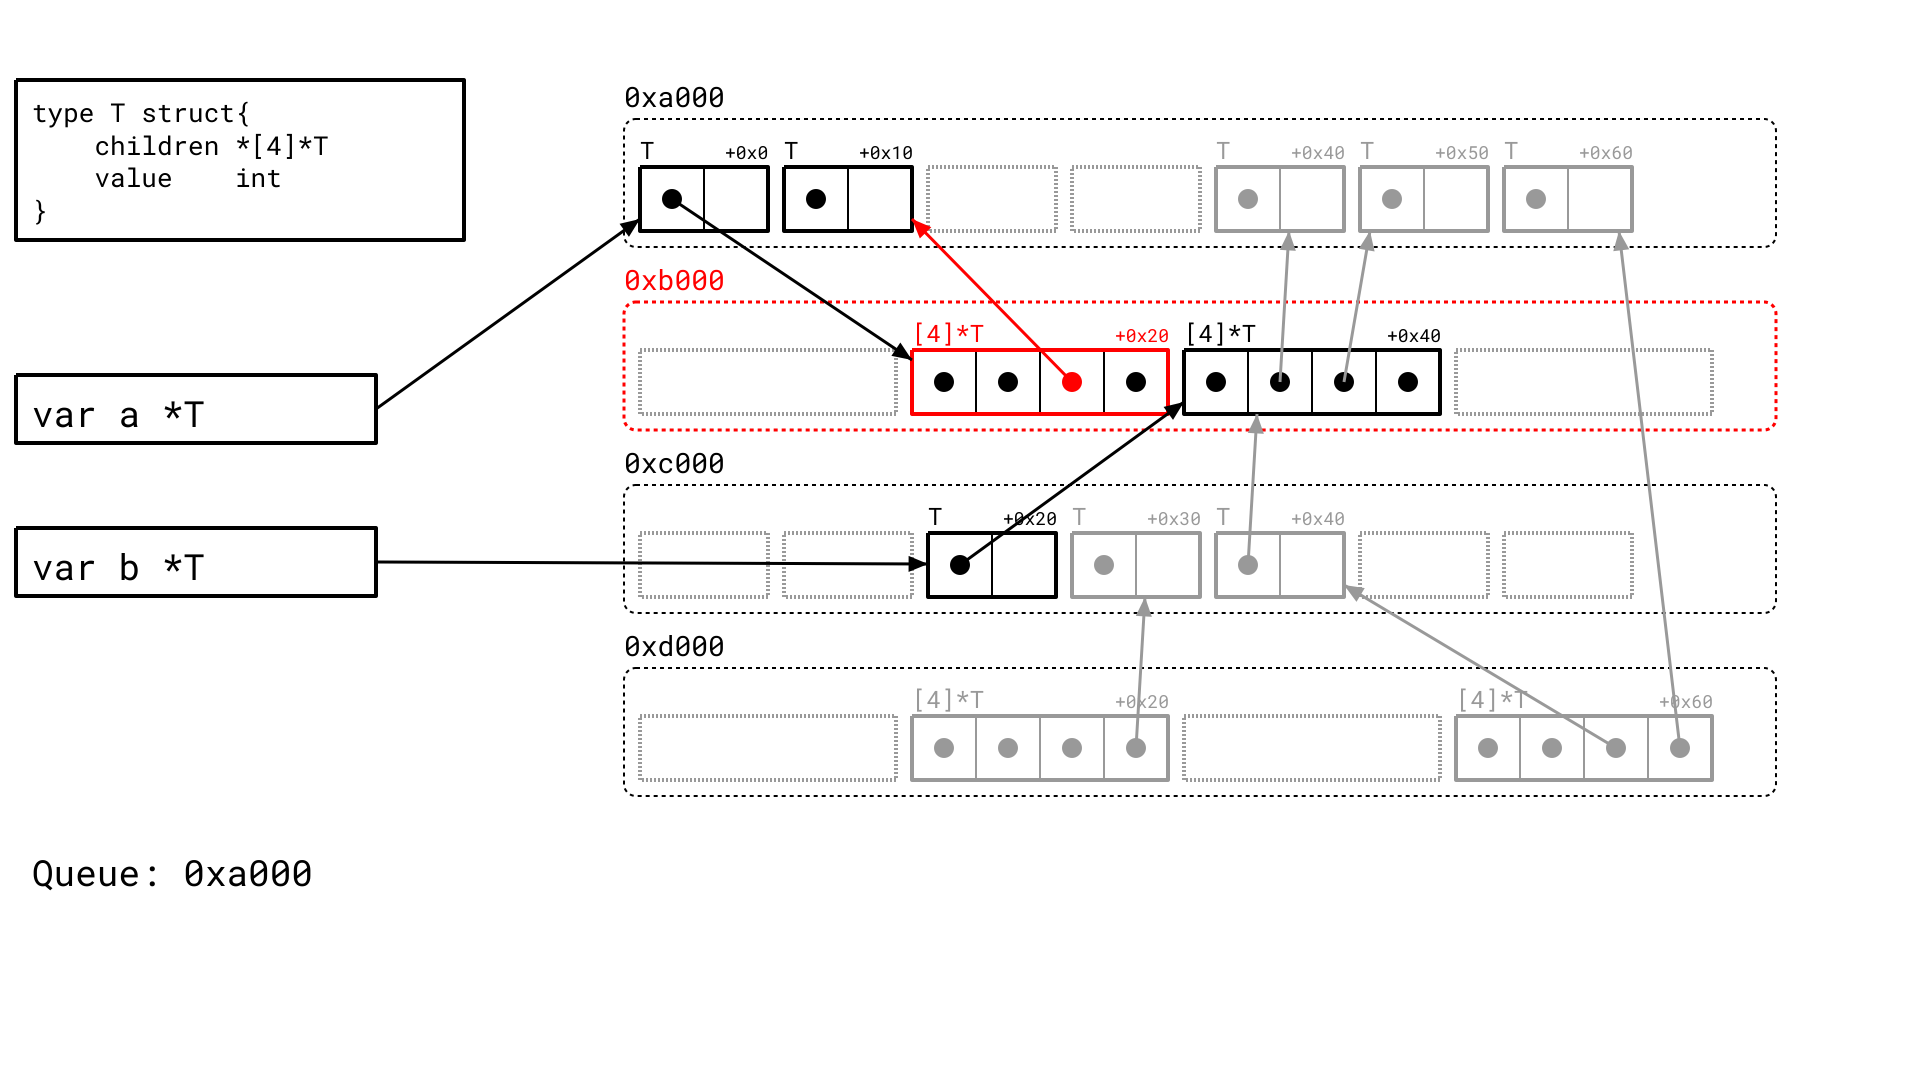 type T struct{
    children *[4]*T
    value    int
}
var a *T
var b *T
0xa000
T +0x0 T +0x10 T +0x40 T +0x50 T +0x60
0xb000
[4]*T +0x20 [4]*T +0x40
0xc000
T +0x20 T +0x30 T +0x40
0xd000
[4]*T +0x20 [4]*T +0x60
Queue: 0xa000